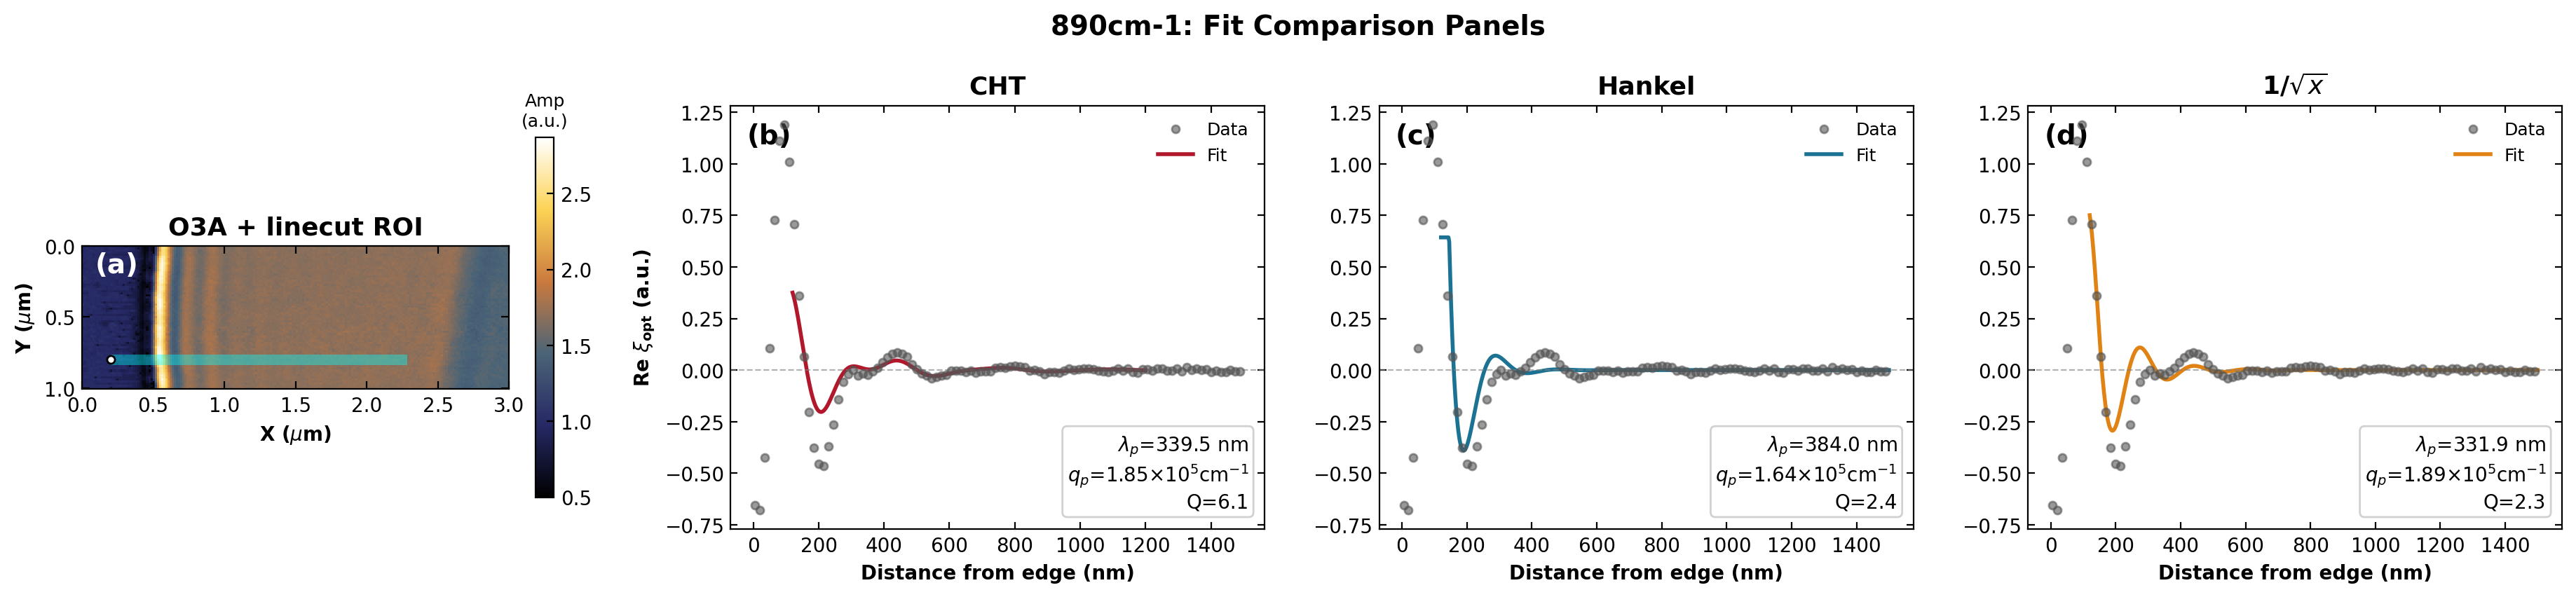 890cm-1: Fit Comparison Panels
O3A + linecut ROI
(a)
Amp
(a.u.)
2.5
2.0
1.5
1.0
0.5
0.0
0.5
1.0
Y (μm)
0.0 0.5 1.0 1.5 2.0 2.5 3.0
X (μm)
CHT
(b)
Data
Fit
1.25
1.00
0.75
0.50
0.25
0.00
−0.25
−0.50
−0.75
Re ξopt (a.u.)
λp=339.5 nm
qp=1.85×10⁵cm⁻¹
Q=6.1
0 200 400 600 800 1000 1200 1400
Distance from edge (nm)
Hankel
(c)
Data
Fit
1.25
1.00
0.75
0.50
0.25
0.00
−0.25
−0.50
−0.75
λp=384.0 nm
qp=1.64×10⁵cm⁻¹
Q=2.4
0 200 400 600 800 1000 1200 1400
Distance from edge (nm)
1/√x
(d)
Data
Fit
1.25
1.00
0.75
0.50
0.25
0.00
−0.25
−0.50
−0.75
λp=331.9 nm
qp=1.89×10⁵cm⁻¹
Q=2.3
0 200 400 600 800 1000 1200 1400
Distance from edge (nm)